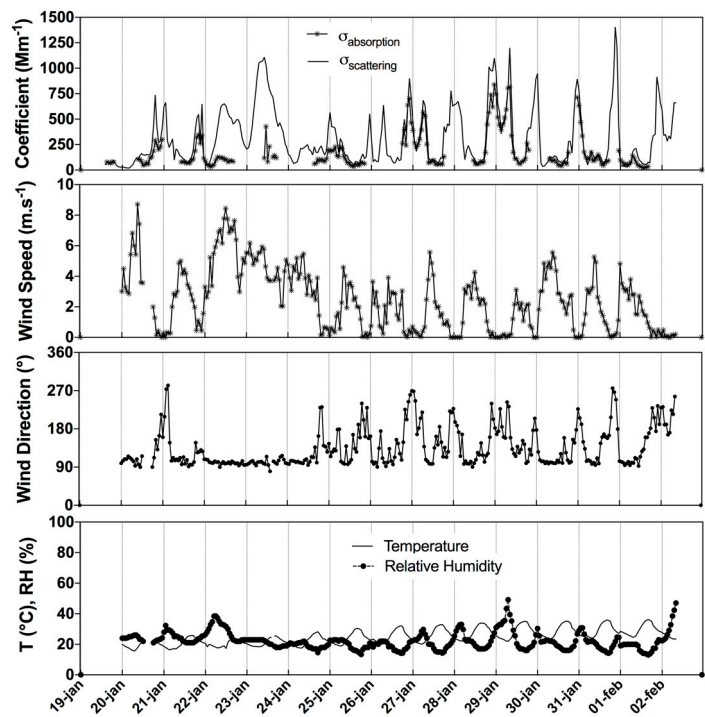 1500
1250
1000
750
500
250
0
Coefficient (Mm⁻¹)
σabsorption
σscattering
10
8
6
4
2
0
Wind Speed (m.s⁻¹)
360
270
180
90
0
Wind Direction (°)
100
80
60
40
20
0
T (°C), RH (%)
Temperature
Relative Humidity
19-jan
20-jan
21-jan
22-jan
23-jan
24-jan
25-jan
26-jan
27-jan
28-jan
29-jan
30-jan
31-jan
01-feb
02-feb